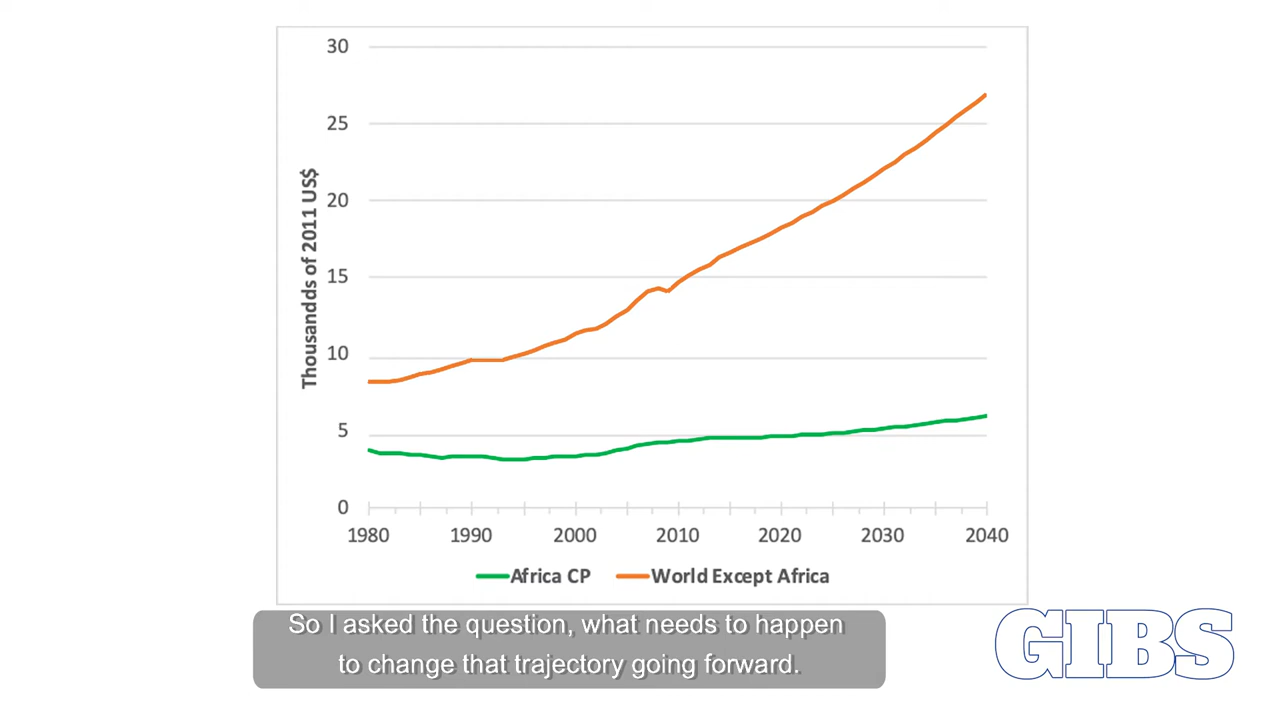 30
25
20
15
10
5
0
Thousandds of 2011 US$
1980 1990 2000 2010 2020 2030 2040
Africa CP World Except Africa
So I asked the question, what needs to happen
to change that trajectory going forward.
GIBS